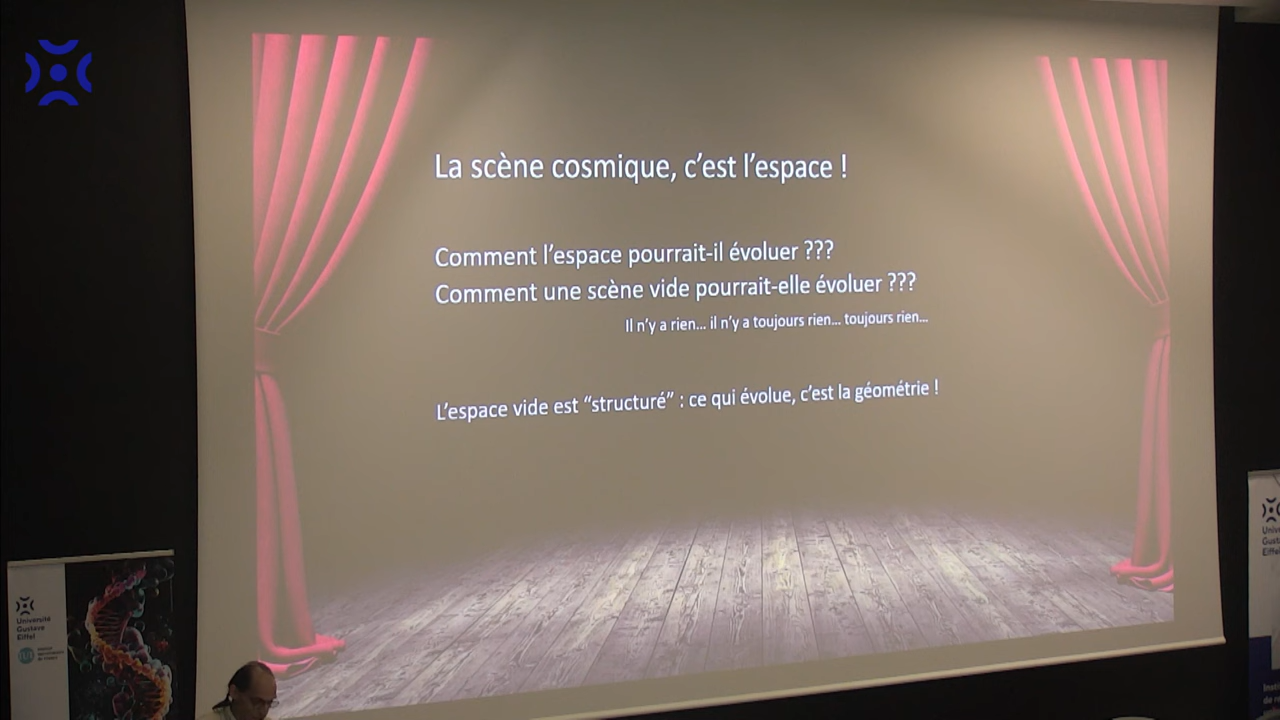 La scène cosmique, c'est l'espace !
Comment l'espace pourrait-il évoluer ???
Comment une scène vide pourrait-elle évoluer ???
Il n'y a rien... il n'y a toujours rien... toujours rien...
L'espace vide est “structuré” : ce qui évolue, c'est la géométrie !
Université
Gustave
Eiffel